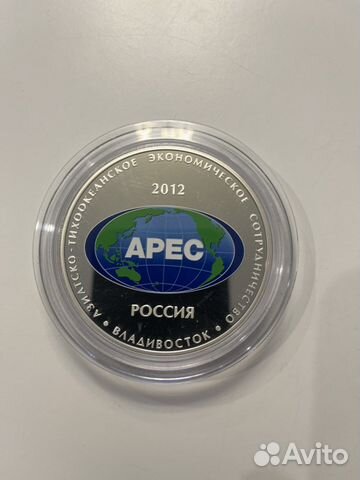 АЗИАТСКО-ТИХООКЕАНСКОЕ ЭКОНОМИЧЕСКОЕ СОТРУДНИЧЕСТВО
2012
APEC
РОССИЯ
• ВЛАДИВОСТОК •
Avito